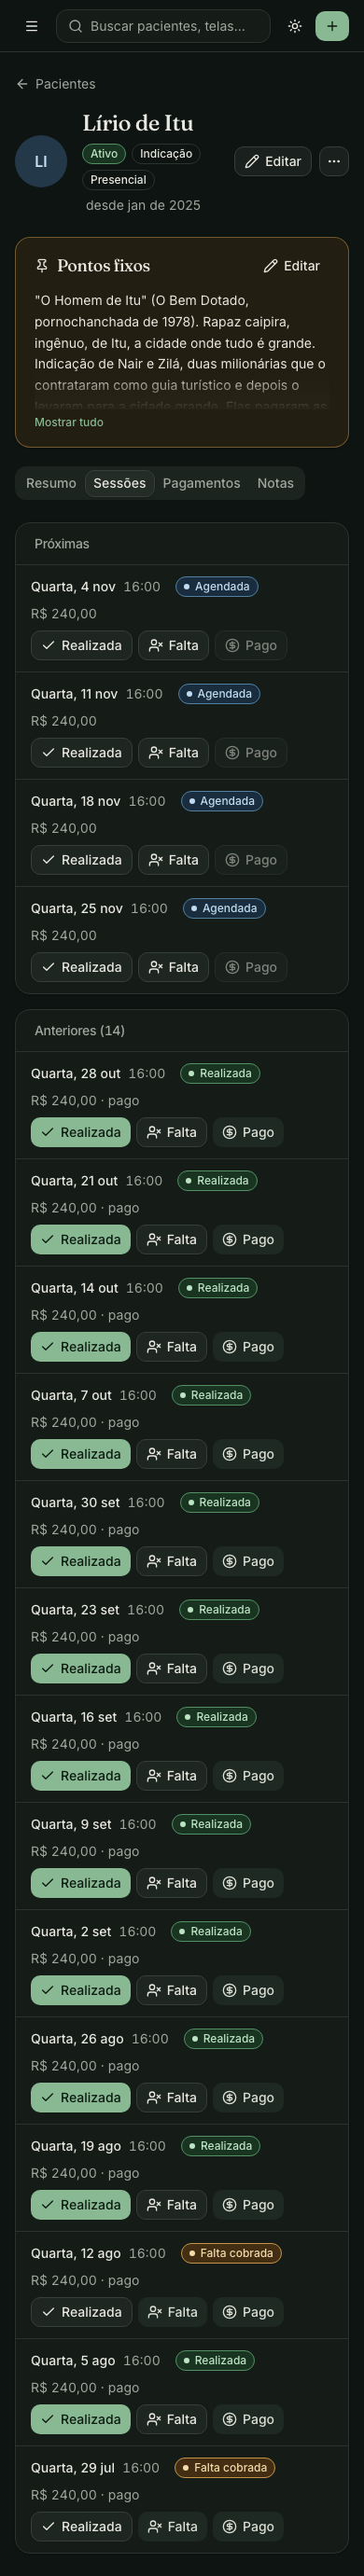 Buscar pacientes, telas...
Pacientes
LI
Lírio de Itu
Ativo Indicação
Presencial
desde jan de 2025
Editar
Pontos fixos
Editar
"O Homem de Itu" (O Bem Dotado,
pornochanchada de 1978). Rapaz caipira,
ingênuo, de Itu, a cidade onde tudo é grande.
Indicação de Nair e Zilá, duas milionárias que o
contrataram como guia turístico e depois o
levaram para a cidade grande. Elas pagaram as
Mostrar tudo
Resumo Sessões Pagamentos Notas
Próximas
Quarta, 4 nov 16:00 Agendada
R$ 240,00
Realizada Falta Pago
Quarta, 11 nov 16:00 Agendada
R$ 240,00
Realizada Falta Pago
Quarta, 18 nov 16:00 Agendada
R$ 240,00
Realizada Falta Pago
Quarta, 25 nov 16:00 Agendada
R$ 240,00
Realizada Falta Pago
Anteriores (14)
Quarta, 28 out 16:00 Realizada
R$ 240,00 · pago
Realizada Falta Pago
Quarta, 21 out 16:00 Realizada
R$ 240,00 · pago
Realizada Falta Pago
Quarta, 14 out 16:00 Realizada
R$ 240,00 · pago
Realizada Falta Pago
Quarta, 7 out 16:00 Realizada
R$ 240,00 · pago
Realizada Falta Pago
Quarta, 30 set 16:00 Realizada
R$ 240,00 · pago
Realizada Falta Pago
Quarta, 23 set 16:00 Realizada
R$ 240,00 · pago
Realizada Falta Pago
Quarta, 16 set 16:00 Realizada
R$ 240,00 · pago
Realizada Falta Pago
Quarta, 9 set 16:00 Realizada
R$ 240,00 · pago
Realizada Falta Pago
Quarta, 2 set 16:00 Realizada
R$ 240,00 · pago
Realizada Falta Pago
Quarta, 26 ago 16:00 Realizada
R$ 240,00 · pago
Realizada Falta Pago
Quarta, 19 ago 16:00 Realizada
R$ 240,00 · pago
Realizada Falta Pago
Quarta, 12 ago 16:00 Falta cobrada
R$ 240,00 · pago
Realizada Falta Pago
Quarta, 5 ago 16:00 Realizada
R$ 240,00 · pago
Realizada Falta Pago
Quarta, 29 jul 16:00 Falta cobrada
R$ 240,00 · pago
Realizada Falta Pago